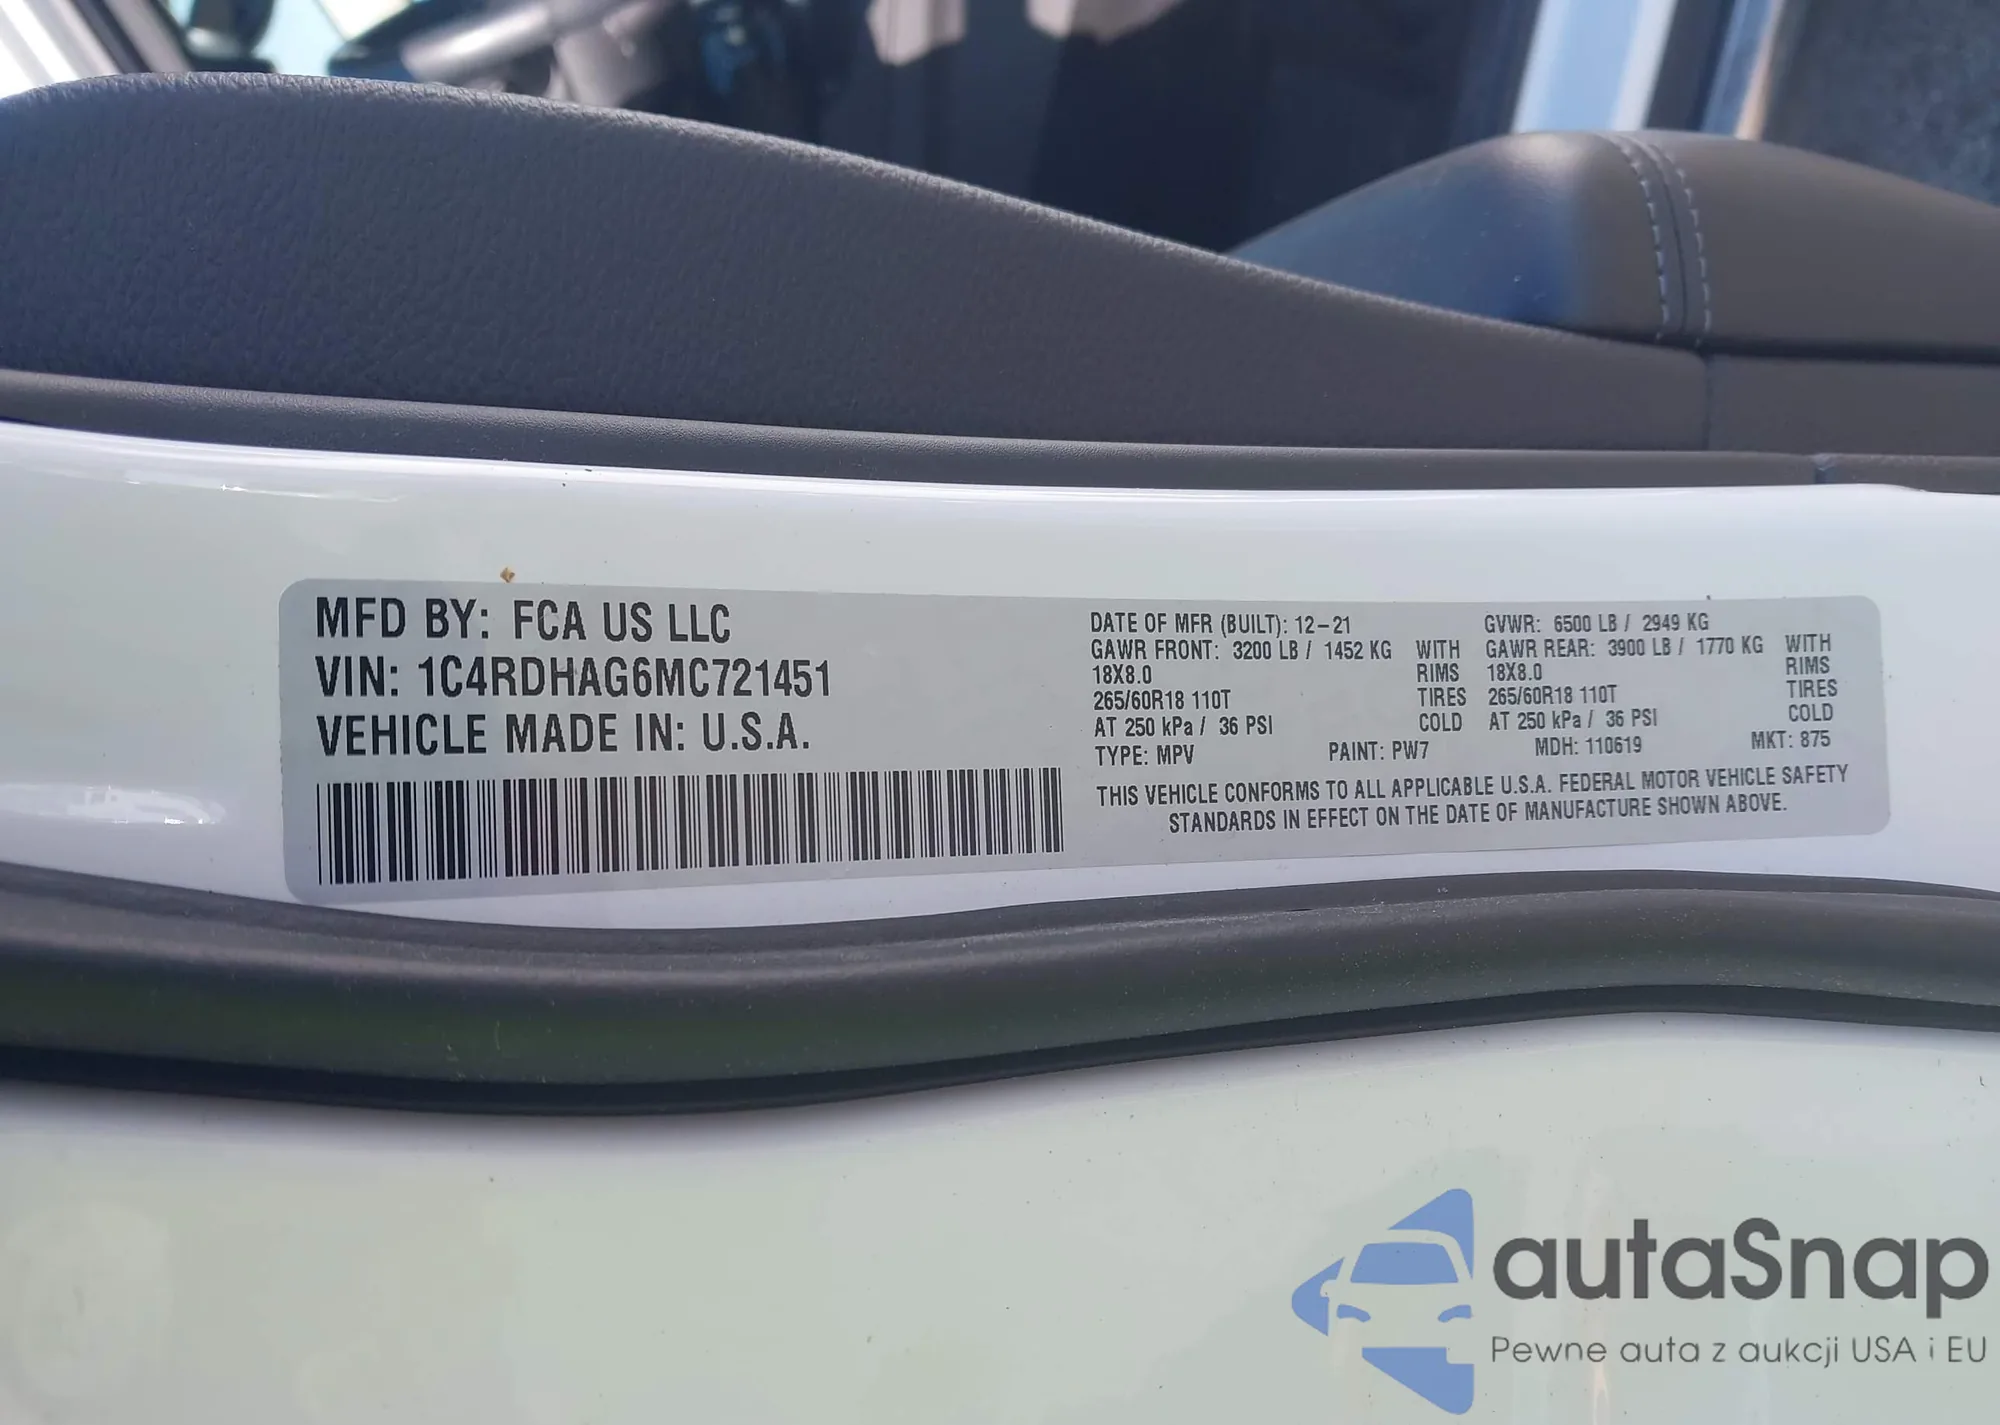 MFD BY: FCA US LLC
VIN: 1C4RDHAG6MC721451
VEHICLE MADE IN: U.S.A.
DATE OF MFR (BUILT): 12-21 GVWR: 6500 LB / 2949 KG
GAWR FRONT: 3200 LB / 1452 KG WITH GAWR REAR: 3900 LB / 1770 KG WITH
18X8.0 RIMS 18X8.0 RIMS
265/60R18 110T TIRES 265/60R18 110T TIRES
AT 250 kPa / 36 PSI COLD AT 250 kPa / 36 PSI COLD
TYPE: MPV PAINT: PW7 MDH: 110619 MKT: 875
THIS VEHICLE CONFORMS TO ALL APPLICABLE U.S.A. FEDERAL MOTOR VEHICLE SAFETY
STANDARDS IN EFFECT ON THE DATE OF MANUFACTURE SHOWN ABOVE.
autaSnap
Pewne auta z aukcji USA i EU